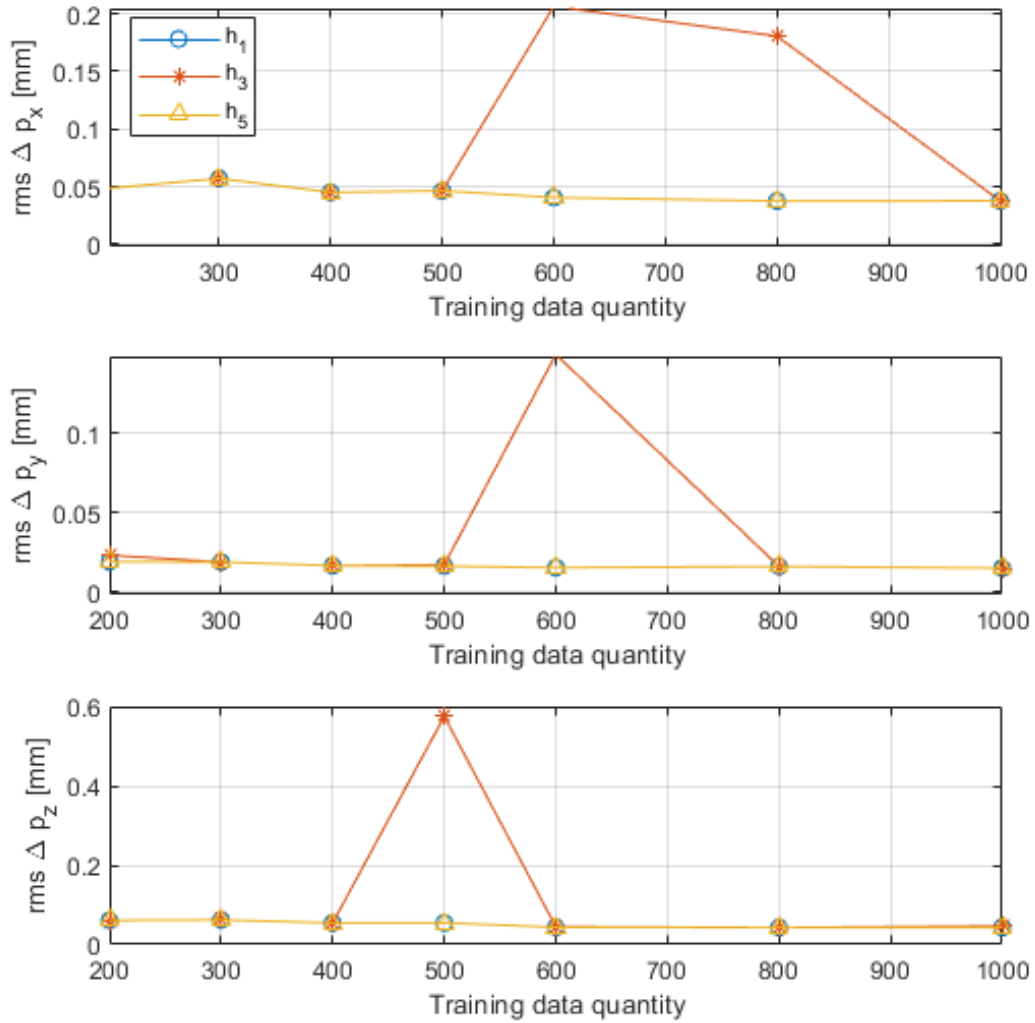 rms Δ p_x [mm]
0.2
0.15
0.1
0.05
0
h_1
h_3
h_5
300 400 500 600 700 800 900 1000
Training data quantity
rms Δ p_y [mm]
0.1
0.05
0
200 300 400 500 600 700 800 900 1000
Training data quantity
rms Δ p_z [mm]
0.6
0.4
0.2
0
200 300 400 500 600 700 800 900 1000
Training data quantity